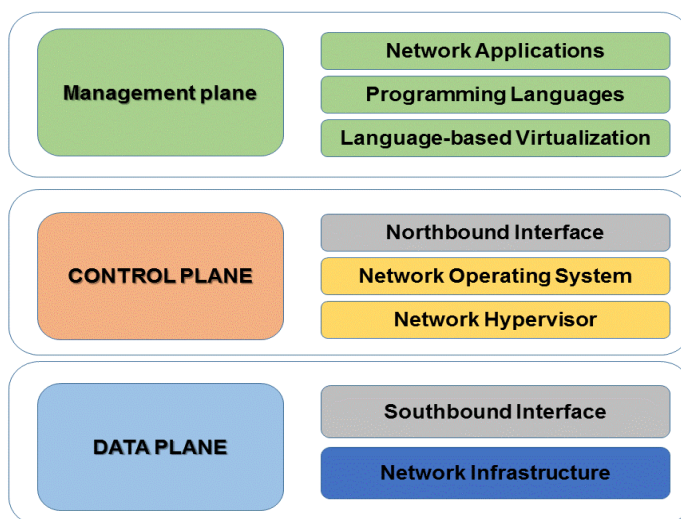 Management plane
Network Applications
Programming Languages
Language-based Virtualization
CONTROL PLANE
Northbound Interface
Network Operating System
Network Hypervisor
DATA PLANE
Southbound Interface
Network Infrastructure